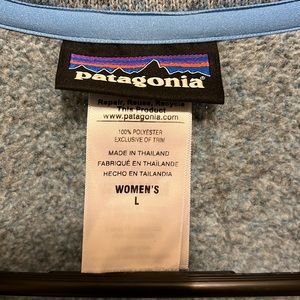 patagonia
Repair, Reuse, Recycle
This Product
www.patagonia.com
100% POLYESTER
EXCLUSIVE OF TRIM
MADE IN THAILAND
FABRIQUÉ EN THAÏLANDE
HECHO EN TAILANDIA
WOMEN'S
L